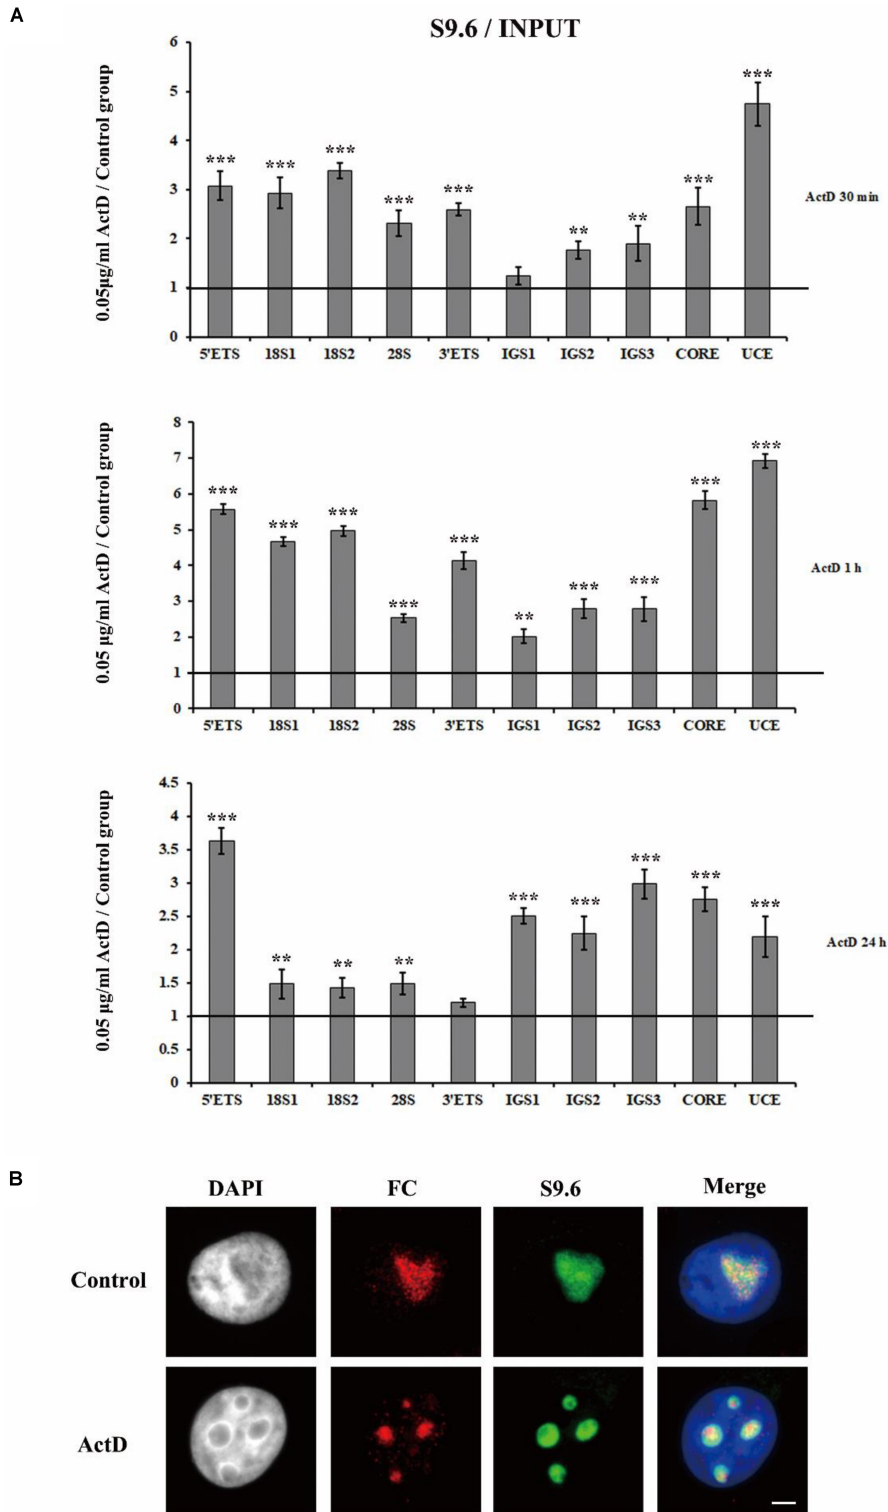 A
S9.6 / INPUT
0.05µg/ml ActD / Control group
6
5
4
3
2
1
0
*** *** *** *** *** ** ** *** ***
5'ETS 18S1 18S2 28S 3'ETS IGS1 IGS2 IGS3 CORE UCE
ActD 30 min
0.05 µg/ml ActD / Control group
8
7
6
5
4
3
2
1
0
*** *** *** *** *** ** *** *** *** ***
5'ETS 18S1 18S2 28S 3'ETS IGS1 IGS2 IGS3 CORE UCE
ActD 1 h
0.05 µg/ml ActD / Control group
4.5
4
3.5
3
2.5
2
1.5
1
0.5
0
*** ** ** ** *** *** *** *** ***
5'ETS 18S1 18S2 28S 3'ETS IGS1 IGS2 IGS3 CORE UCE
ActD 24 h
B
DAPI FC S9.6 Merge
Control
ActD